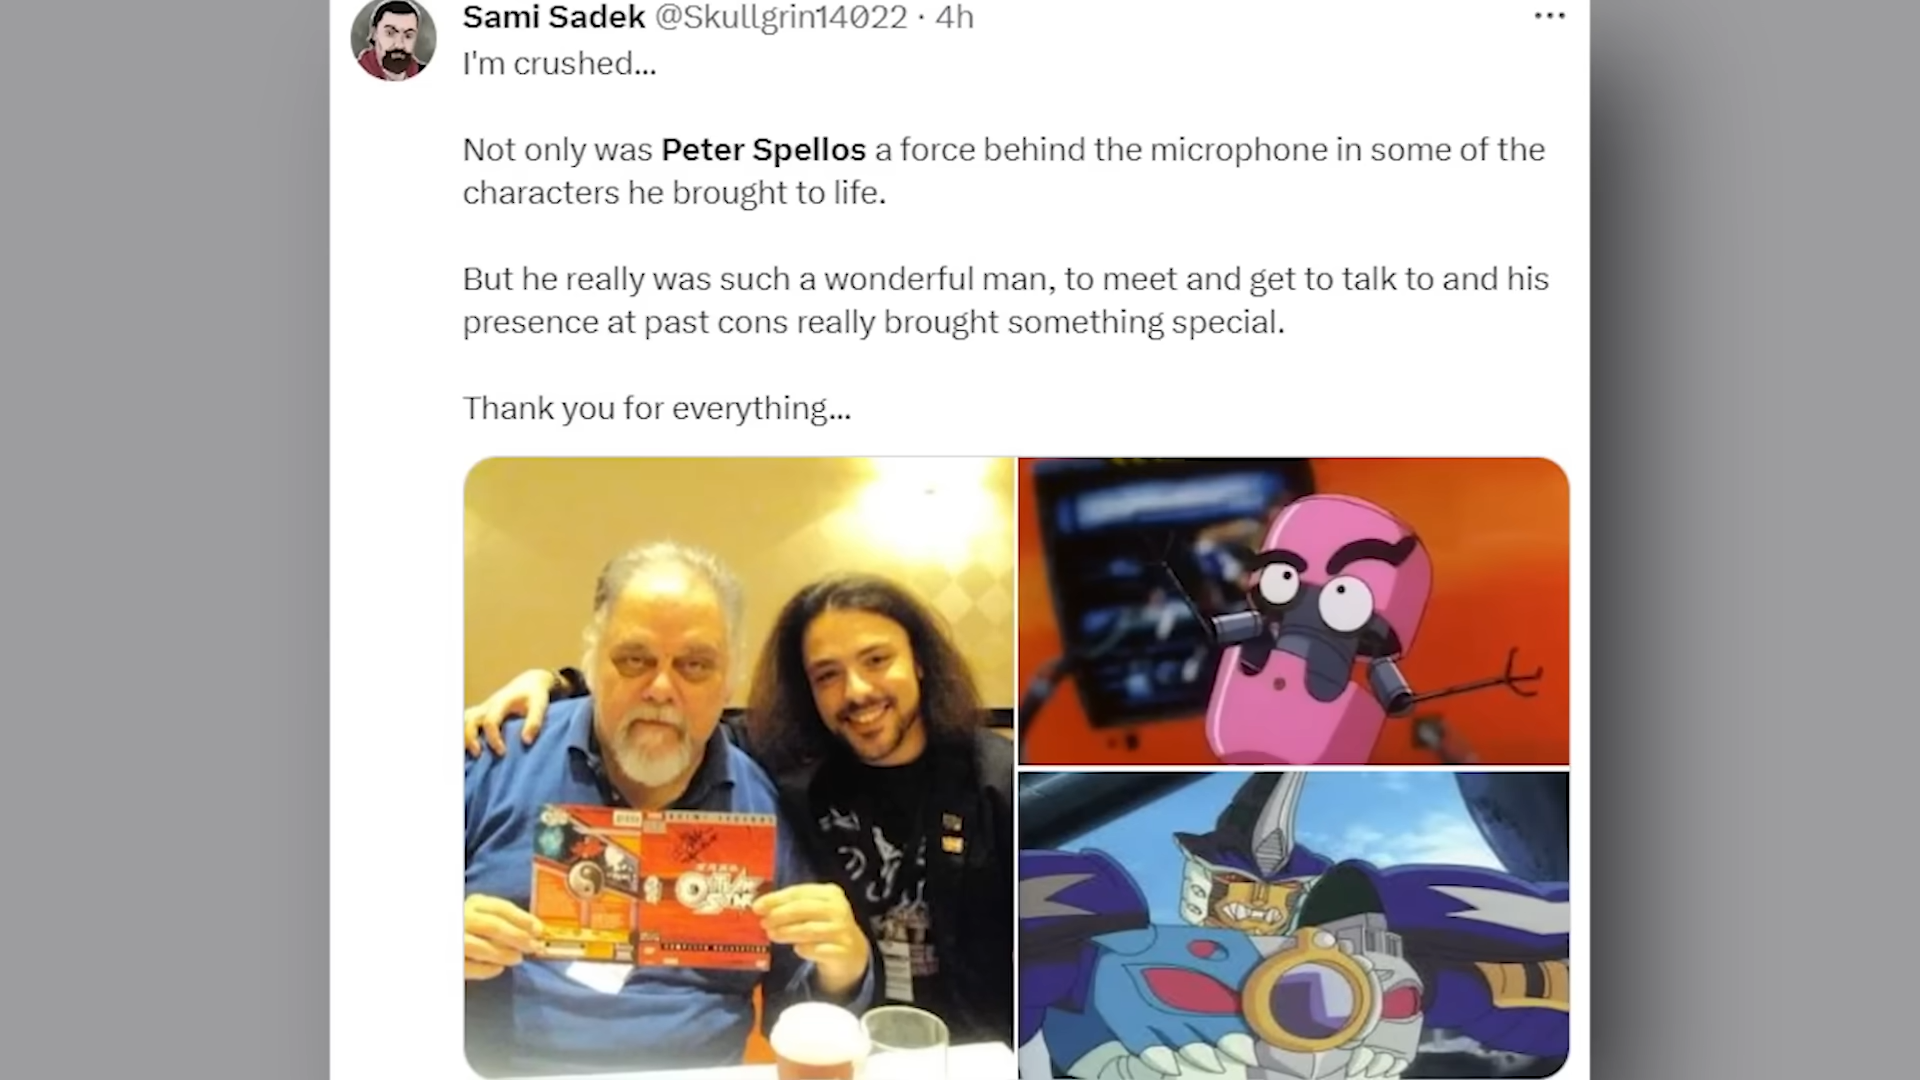 Sami Sadek @Skullgrin14022 · 4h
I'm crushed...
Not only was Peter Spellos a force behind the microphone in some of the
characters he brought to life.
But he really was such a wonderful man, to meet and get to talk to and his
presence at past cons really brought something special.
Thank you for everything...